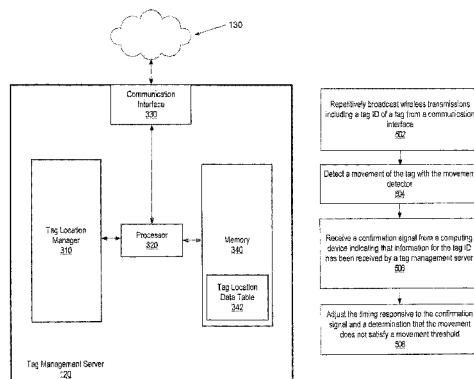 130
Communication
Interface
330
Tag Location
Manager
310
Processor
320
Memory
340
Tag Location
Data Table
342
Tag Management Server
120
Repetitively broadcast wireless transmissions
including a tag ID of a tag from a communication
interface
502
Detect a movement of the tag with the movement
detector
504
Receive a confirmation signal from a computing
device indicating that information for the tag ID
has been received by a tag management server
506
Adjust the timing responsive to the confirmation
signal and a determination that the movement
does not satisfy a movement threshold
508